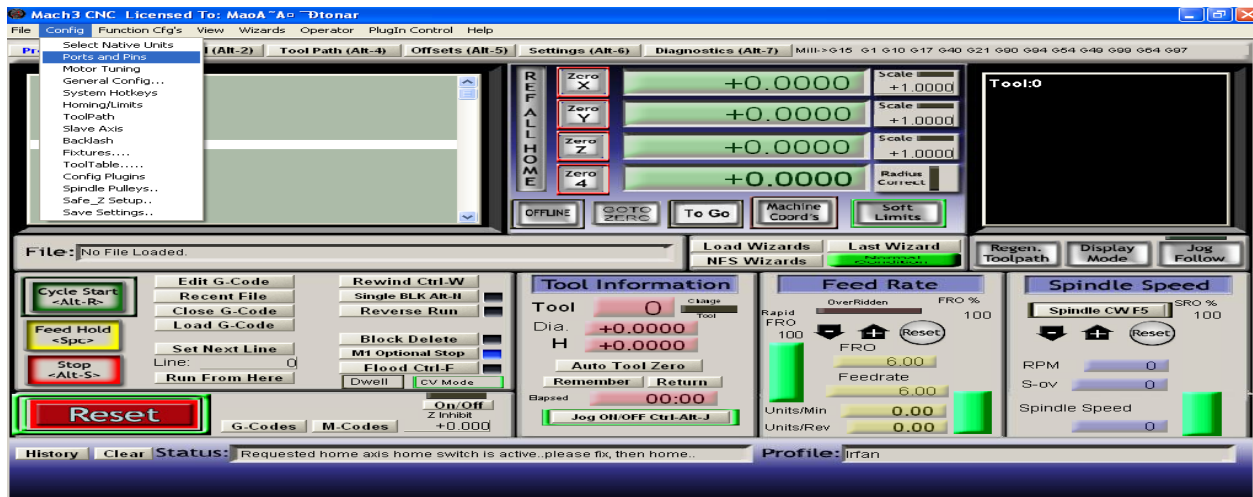 Mach3 CNC Licensed To: MaoA ~A¤ ~Ðtonar
File Config Function Cfg's View Wizards Operator PlugIn Control Help
Select Native Units
Ports and Pins
Motor Tuning
General Config...
System Hotkeys
Homing/Limits
ToolPath
Slave Axis
Backlash
Fixtures....
ToolTable.....
Config Plugins
Spindle Pulleys..
Safe_Z Setup..
Save Settings..
Pr
(Alt-2) Tool Path (Alt-4) Offsets (Alt-5) Settings (Alt-6) Diagnostics (Alt-7) Mill->G15 G1 G10 G17 G40 G21 G90 G94 G54 G49 G99 G64 G97
REF ALL HOME
Zero X +0.0000 Scale +1.0000
Zero Y +0.0000 Scale +1.0000
Zero Z +0.0000 Scale +1.0000
Zero 4 +0.0000 Radius Correct
OFFLINE GOTO ZERO To Go Machine Coord's Soft Limits
Tool:0
File: No File Loaded.
Load Wizards Last Wizard
NFS Wizards Normal Condition
Regen. Toolpath Display Mode Jog Follow
Cycle Start <Alt-R>
Feed Hold <Spc>
Stop <Alt-S>
Reset
Edit G-Code
Recent File
Close G-Code
Load G-Code
Set Next Line
Line: 0
Run From Here
Rewind Ctrl-W
Single BLK Alt-N
Reverse Run
Block Delete
M1 Optional Stop
Flood Ctrl-F
Dwell CV Mode
G-Codes M-Codes
On/Off
Z Inhibit
+0.000
Tool Information
Tool 0 Change Tool
Dia. +0.0000
H +0.0000
Auto Tool Zero
Remember Return
Elapsed 00:00
Jog ON/OFF Ctrl-Alt-J
Feed Rate
OverRidden FRO %
100
Rapid FRO
100
Reset
FRO
6.00
Feedrate
6.00
Units/Min 0.00
Units/Rev 0.00
Spindle Speed
Spindle CW F5
SRO %
100
Reset
RPM 0
S-ov 0
Spindle Speed
0
History Clear Status: Requested home axis home switch is active..please fix, then home.. Profile: Irfan